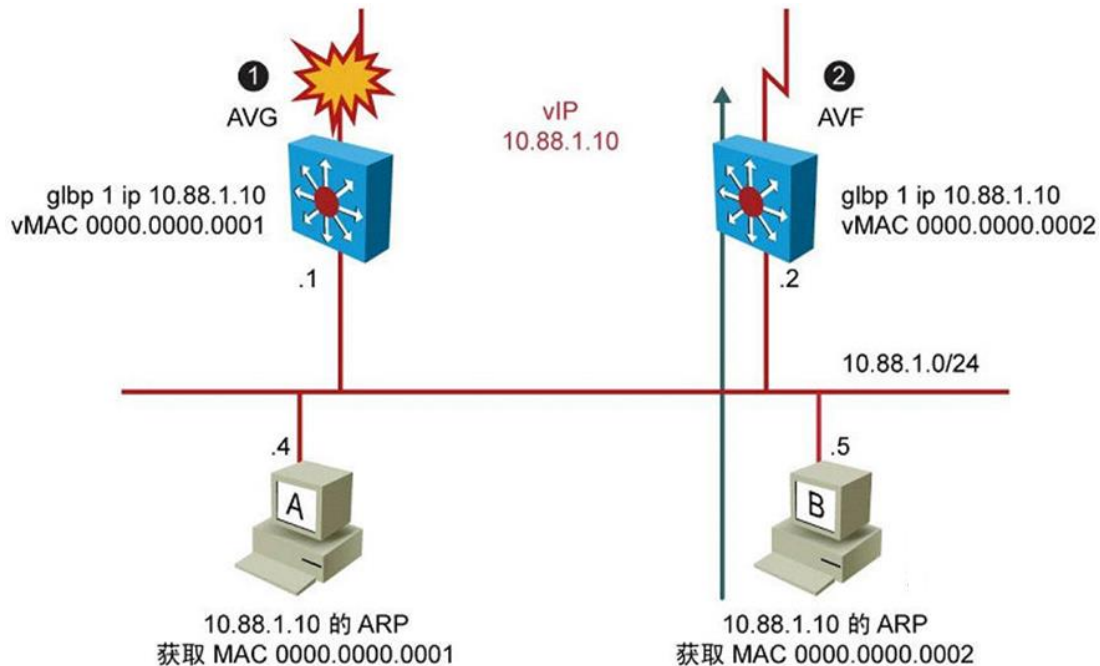 1
AVG
vIP
10.88.1.10
2
AVF
glbp 1 ip 10.88.1.10
vMAC 0000.0000.0001
glbp 1 ip 10.88.1.10
vMAC 0000.0000.0002
.1
.2
10.88.1.0/24
.4
.5
A
B
10.88.1.10 的 ARP
获取 MAC 0000.0000.0001
10.88.1.10 的 ARP
获取 MAC 0000.0000.0002